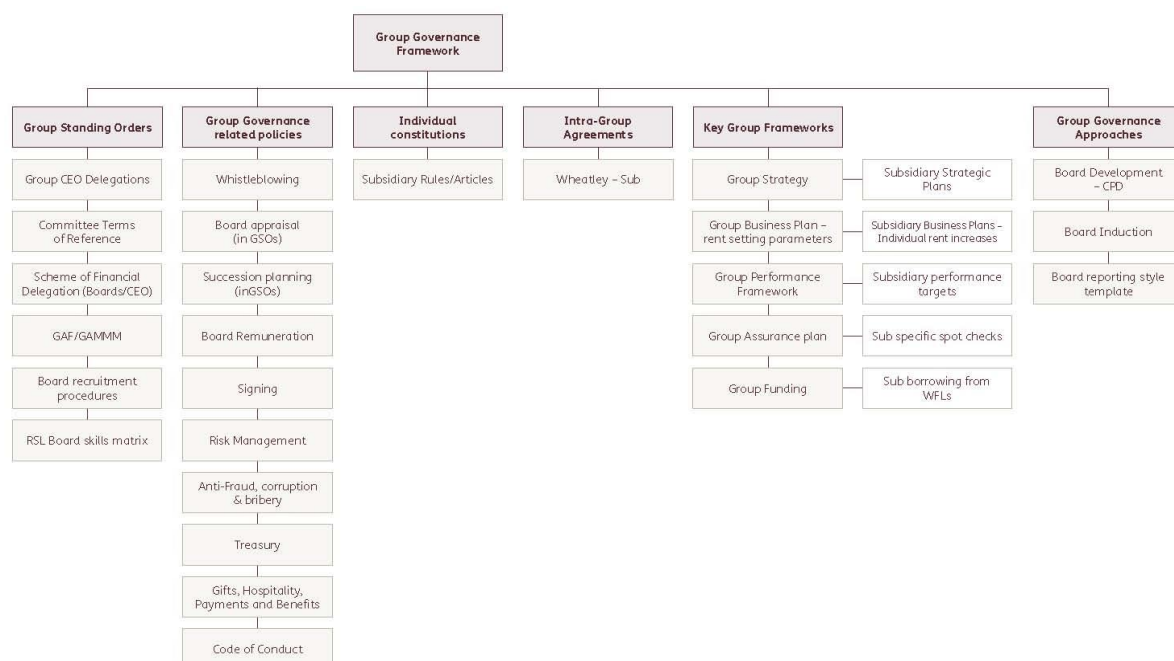 Group Governance
Framework
Group Standing Orders
Group CEO Delegations
Committee Terms
of Reference
Scheme of Financial
Delegation (Boards/CEO)
GAF/GAMMM
Board recruitment
procedures
RSL Board skills matrix
Group Governance
related policies
Whistleblowing
Board appraisal
(in GSOs)
Succession planning
(inGSOs)
Board Remuneration
Signing
Risk Management
Anti-Fraud, corruption
& bribery
Treasury
Gifts, Hospitality,
Payments and Benefits
Code of Conduct
Individual
constitutions
Subsidiary Rules/Articles
Intra-Group
Agreements
Wheatley – Sub
Key Group Frameworks
Group Strategy
Subsidiary Strategic
Plans
Group Business Plan –
rent setting parameters
Subsidiary Business Plans –
Individual rent increases
Group Performance
Framework
Subsidiary performance
targets
Group Assurance plan
Sub specific spot checks
Group Funding
Sub borrowing from
WFLs
Group Governance
Approaches
Board Development
– CPD
Board Induction
Board reporting style
template